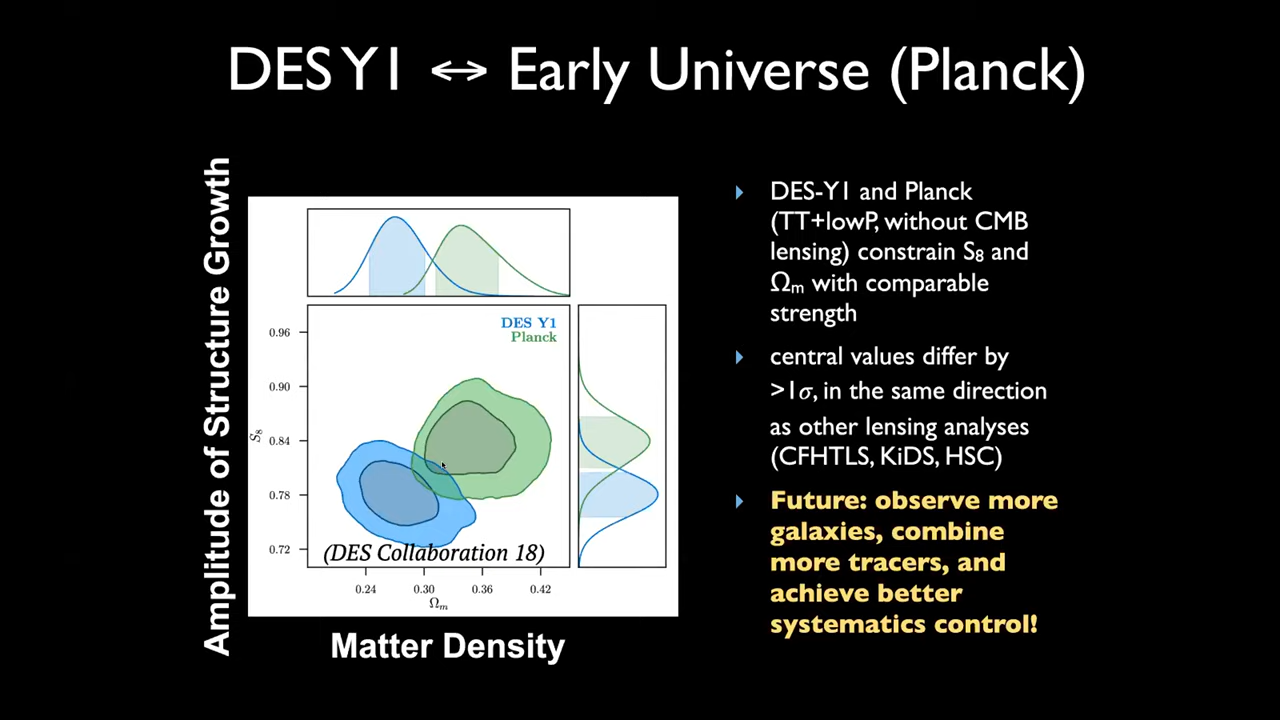 DES Y1 ↔ Early Universe (Planck)
Amplitude of Structure Growth
DES Y1
Planck
0.96
0.90
0.84
0.78
0.72
S₈
(DES Collaboration 18)
0.24 0.30 0.36 0.42
Ωₘ
Matter Density
DES-Y1 and Planck
(TT+lowP, without CMB
lensing) constrain S₈ and
Ωₘ with comparable
strength
central values differ by
>1σ, in the same direction
as other lensing analyses
(CFHTLS, KiDS, HSC)
Future: observe more
galaxies, combine
more tracers, and
achieve better
systematics control!